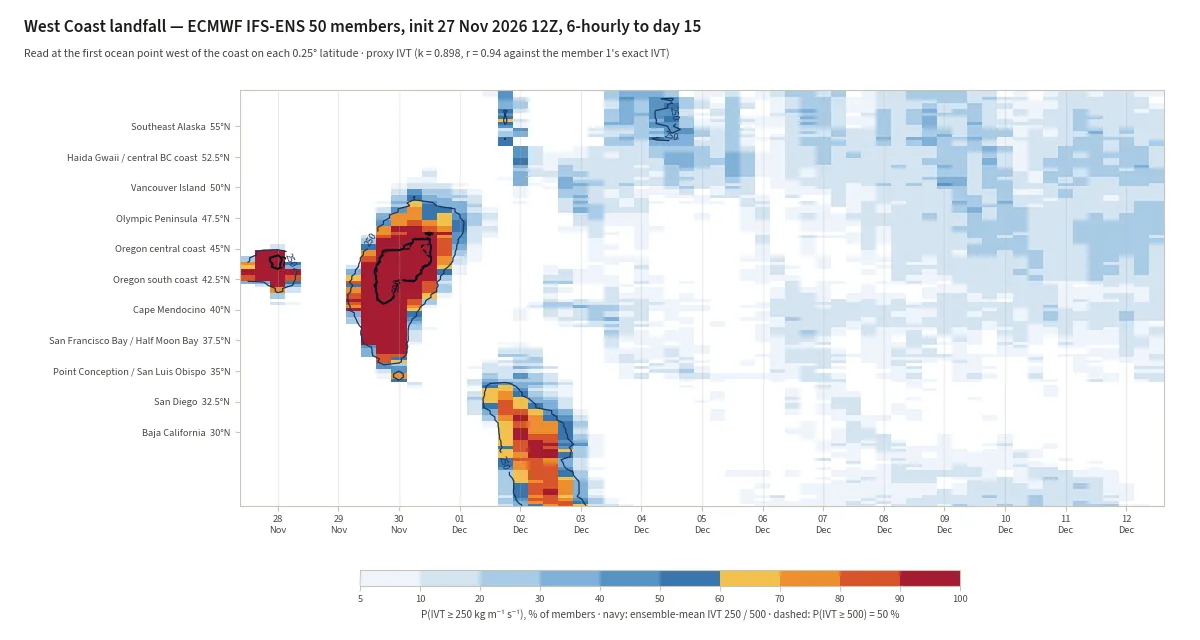 West Coast landfall — ECMWF IFS-ENS 50 members, init 27 Nov 2026 12Z, 6-hourly to day 15
Read at the first ocean point west of the coast on each 0.25° latitude · proxy IVT (k = 0.898, r = 0.94 against the member 1's exact IVT)
Southeast Alaska 55°N
Haida Gwaii / central BC coast 52.5°N
Vancouver Island 50°N
Olympic Peninsula 47.5°N
Oregon central coast 45°N
Oregon south coast 42.5°N
Cape Mendocino 40°N
San Francisco Bay / Half Moon Bay 37.5°N
Point Conception / San Luis Obispo 35°N
San Diego 32.5°N
Baja California 30°N
28 29 30 01 02 03 04 05 06 07 08 09 10 11 12
Nov Nov Nov Dec Dec Dec Dec Dec Dec Dec Dec Dec Dec Dec Dec
5 10 20 30 40 50 60 70 80 90 100
P(IVT ≥ 250 kg m⁻¹ s⁻¹), % of members · navy: ensemble-mean IVT 250 / 500 · dashed: P(IVT ≥ 500) = 50 %